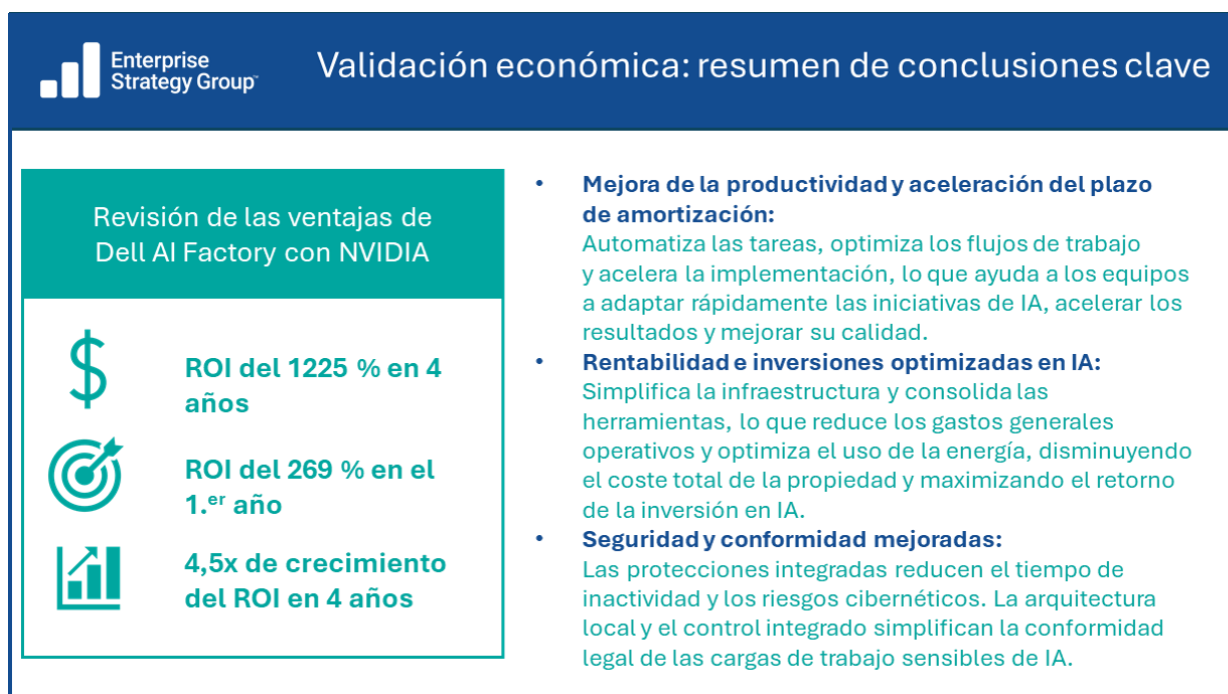 Enterprise
Strategy Group™
Validación económica: resumen de conclusiones clave
Revisión de las ventajas de
Dell AI Factory con NVIDIA
ROI del 1225 % en 4
años
ROI del 269 % en el
1.er año
4,5x de crecimiento
del ROI en 4 años
• Mejora de la productividad y aceleración del plazo
de amortización:
Automatiza las tareas, optimiza los flujos de trabajo
y acelera la implementación, lo que ayuda a los equipos
a adaptar rápidamente las iniciativas de IA, acelerar los
resultados y mejorar su calidad.
• Rentabilidad e inversiones optimizadas en IA:
Simplifica la infraestructura y consolida las
herramientas, lo que reduce los gastos generales
operativos y optimiza el uso de la energía, disminuyendo
el coste total de la propiedad y maximizando el retorno
de la inversión en IA.
• Seguridad y conformidad mejoradas:
Las protecciones integradas reducen el tiempo de
inactividad y los riesgos cibernéticos. La arquitectura
local y el control integrado simplifican la conformidad
legal de las cargas de trabajo sensibles de IA.